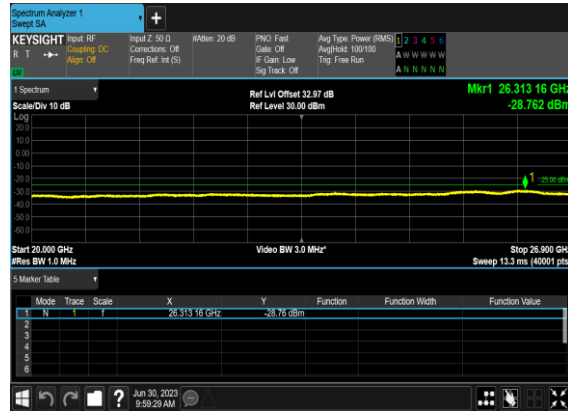 Spectrum Analyzer 1
Swept SA
+
KEYSIGHT
R T
Input: RF
Coupling: DC
Align: Off
Input Z: 50 Ω
Corrections: Off
Freq Ref: Int (S)
#Atten: 20 dB
PNO: Fast
Gate: Off
IF Gain: Low
Sig Track: Off
Avg Type: Power (RMS)
Avg|Hold: 100/100
Trig: Free Run
1 2 3 4 5 6
A W W W W W
A N N N N N
1 Spectrum
Scale/Div 10 dB
Ref Lvl Offset 32.97 dB
Ref Level 30.00 dBm
Mkr1 26.313 16 GHz
-28.762 dBm
Log
20.0
10.0
0.00
-10.0
-20.0
-30.0
-40.0
-50.0
-60.0
1
-25.00 dBm
Start 20.000 GHz
#Res BW 1.0 MHz
Video BW 3.0 MHz*
Stop 26.900 GHz
Sweep 13.3 ms (40001 pts)
5 Marker Table
Mode Trace Scale X Y Function Function Width Function Value
1 N 1 f 26.313 16 GHz -28.76 dBm
2
3
4
5
6
?
Jun 30, 2023
9:59:29 AM